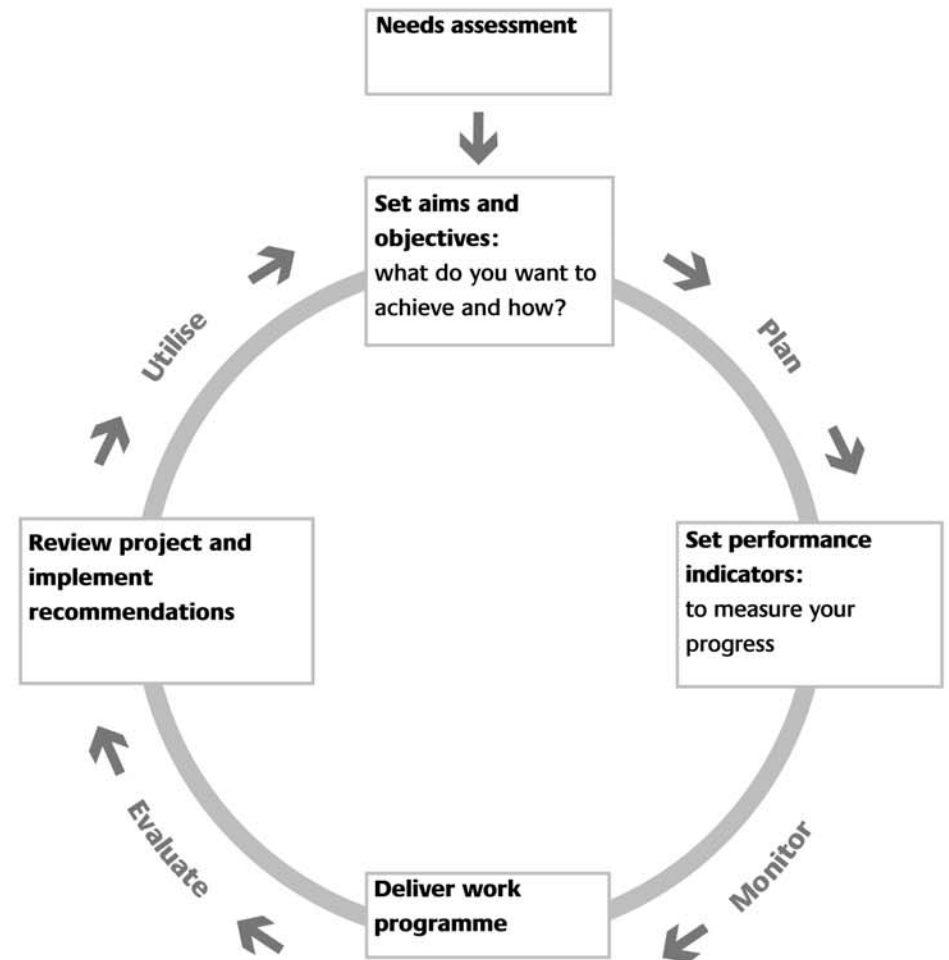 Needs assessment
Set aims and
objectives:
what do you want to
achieve and how?
Plan
Set performance
indicators:
to measure your
progress
Monitor
Deliver work
programme
Evaluate
Review project and
implement
recommendations
Utilise